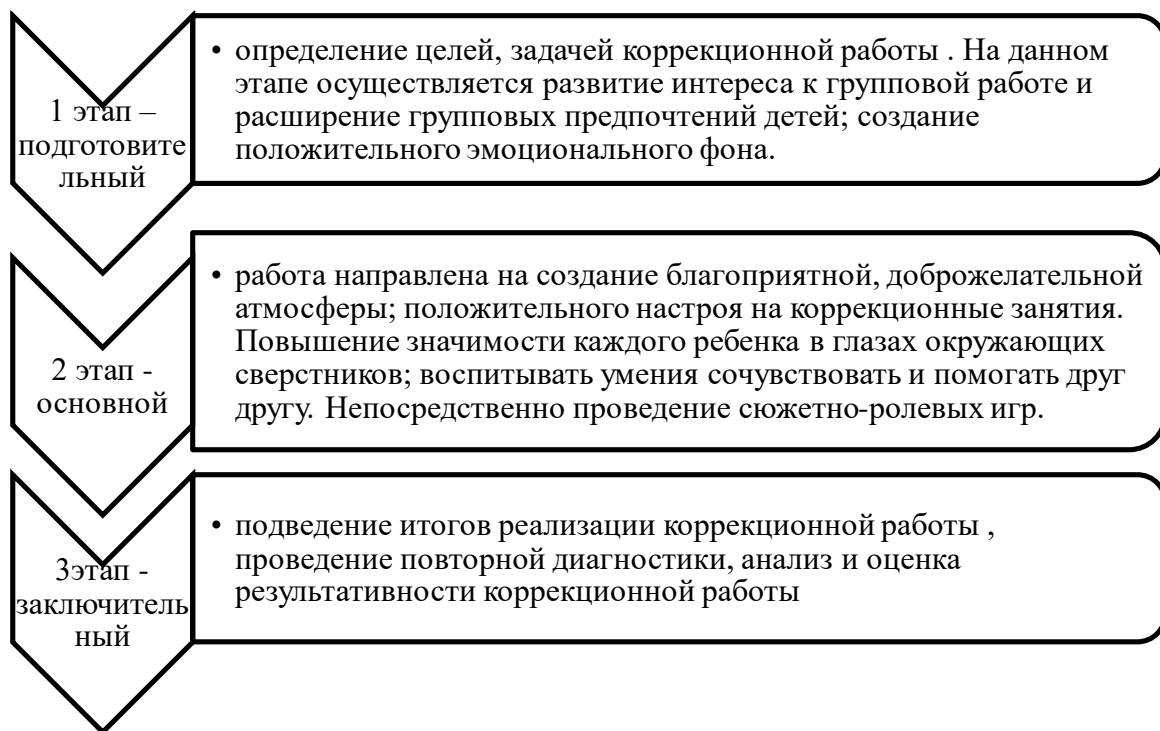 1 этап –
подготовите
льный
• определение целей, задачей коррекционной работы . На данном
этапе осуществляется развитие интереса к групповой работе и
расширение групповых предпочтений детей; создание
положительного эмоционального фона.
2 этап -
основной
• работа направлена на создание благоприятной, доброжелательной
атмосферы; положительного настроя на коррекционные занятия.
Повышение значимости каждого ребенка в глазах окружающих
сверстников; воспитывать умения сочувствовать и помогать друг
другу. Непосредственно проведение сюжетно-ролевых игр.
3этап -
заключитель
ный
• подведение итогов реализации коррекционной работы ,
проведение повторной диагностики, анализ и оценка
результативности коррекционной работы